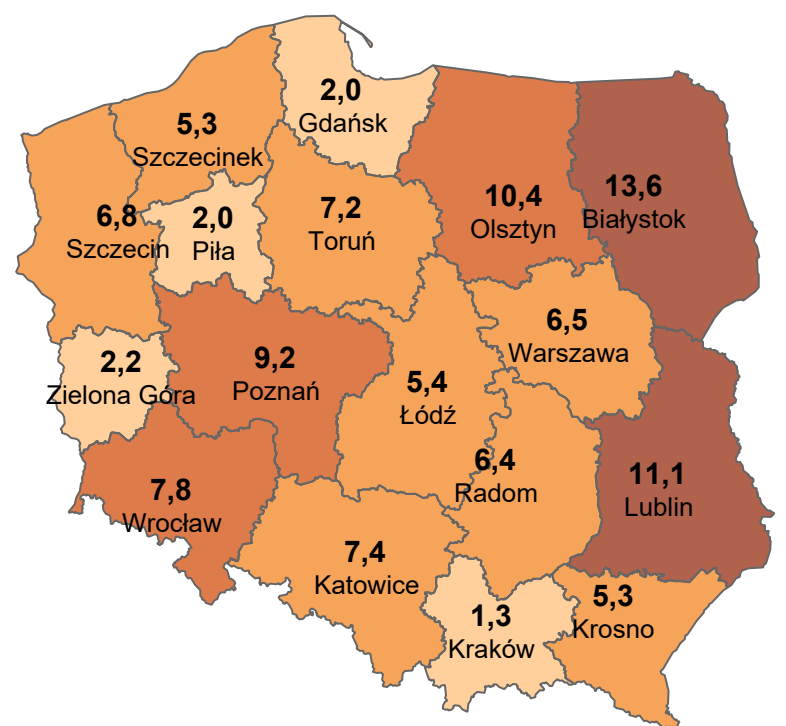 2,0
Gdańsk
5,3
Szczecinek
13,6
Białystok
10,4
Olsztyn
7,2
Toruń
6,8
Szczecin
2,0
Piła
6,5
Warszawa
2,2
Zielona Góra
9,2
Poznań
5,4
Łódź
6,4
Radom
11,1
Lublin
7,8
Wrocław
7,4
Katowice
5,3
Krosno
1,3
Kraków